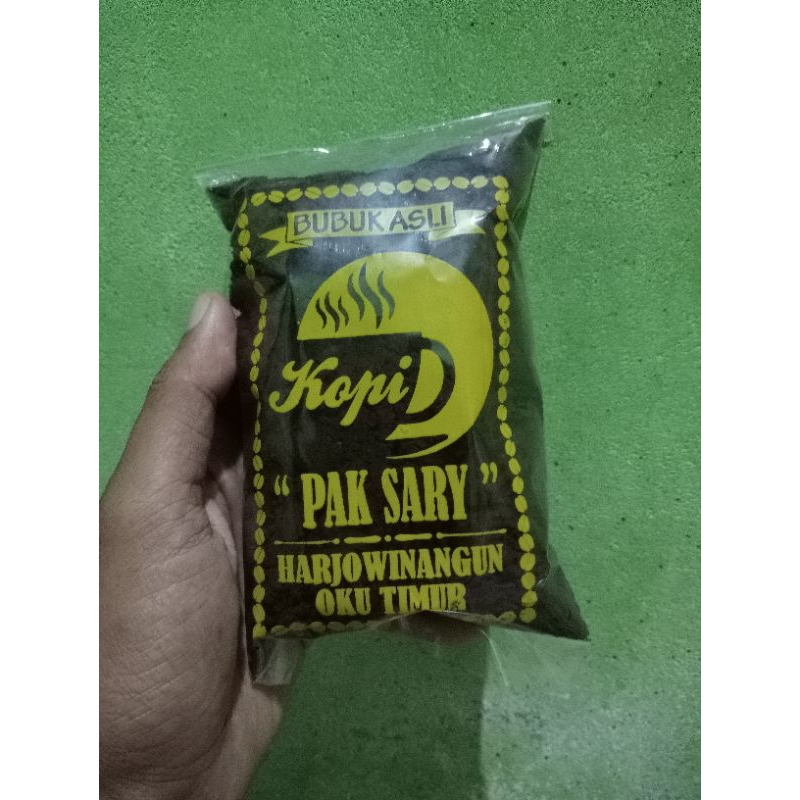 BUBUK ASLI
Kopi
“ PAK SARY ”
HARJOWINANGUN
OKU TIMUR